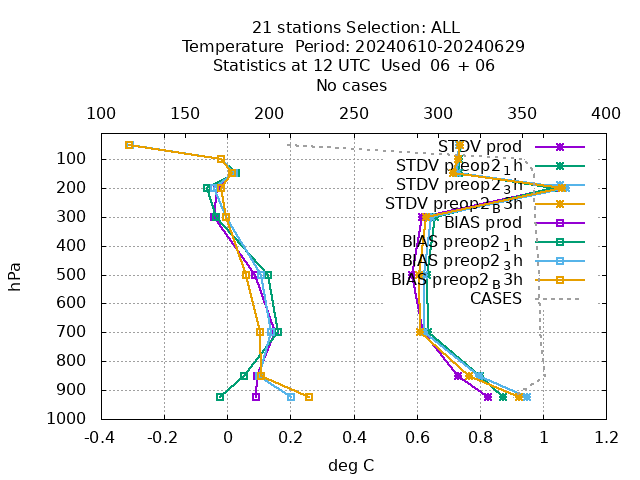 21 stations Selection: ALL
Temperature  Period: 20240610-20240629
Statistics at 12 UTC  Used  06 + 06
No cases
100 150 200 250 300 350 400
STDV prod
STDV preop2_1h
STDV preop2_3h
STDV preop2_B3h
BIAS prod
BIAS preop2_1h
BIAS preop2_3h
BIAS preop2_B3h
CASES
hPa
100
200
300
400
500
600
700
800
900
1000
-0.4 -0.2 0 0.2 0.4 0.6 0.8 1 1.2
deg C